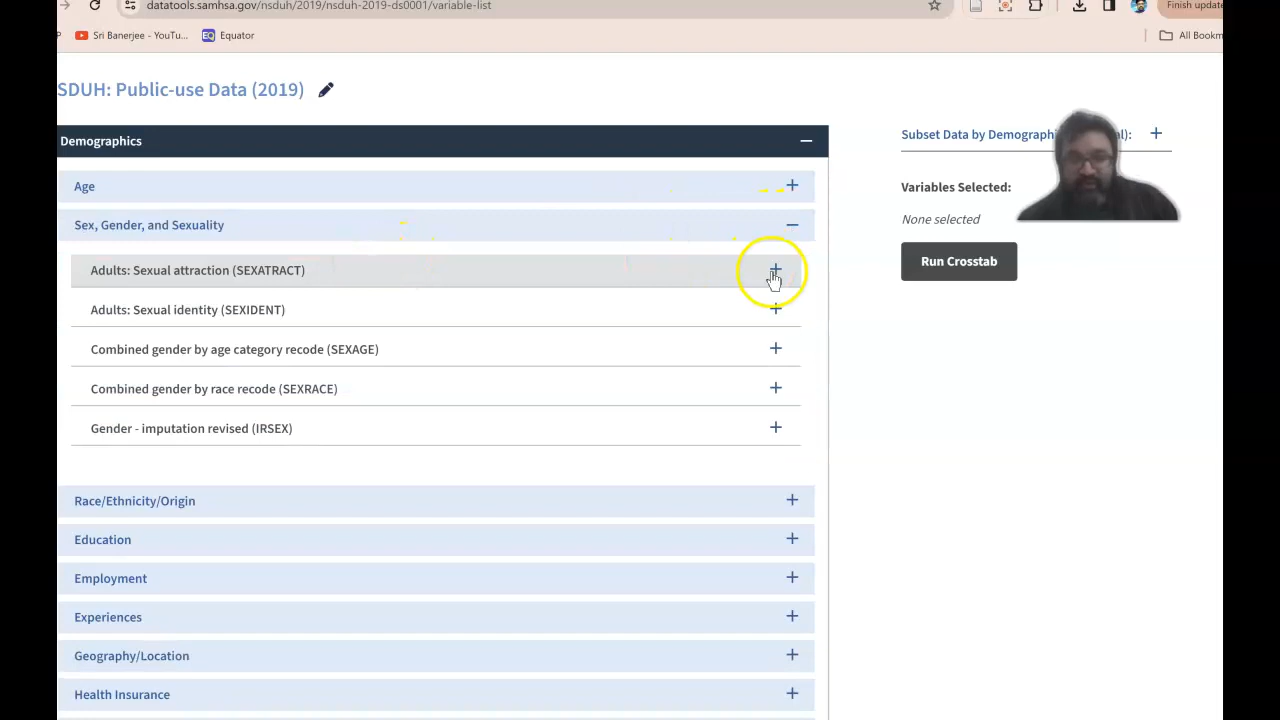 datatools.samhsa.gov/nsduh/2019/nsduh-2019-ds0001/variable-list
Finish update
Sri Banerjee - YouTu...
EQ Equator
All Bookm
SDUH: Public-use Data (2019)
Demographics
Age
Sex, Gender, and Sexuality
Adults: Sexual attraction (SEXATRACT)
Adults: Sexual identity (SEXIDENT)
Combined gender by age category recode (SEXAGE)
Combined gender by race recode (SEXRACE)
Gender - imputation revised (IRSEX)
Race/Ethnicity/Origin
Education
Employment
Experiences
Geography/Location
Health Insurance
Subset Data by Demographi l):
Variables Selected:
None selected
Run Crosstab